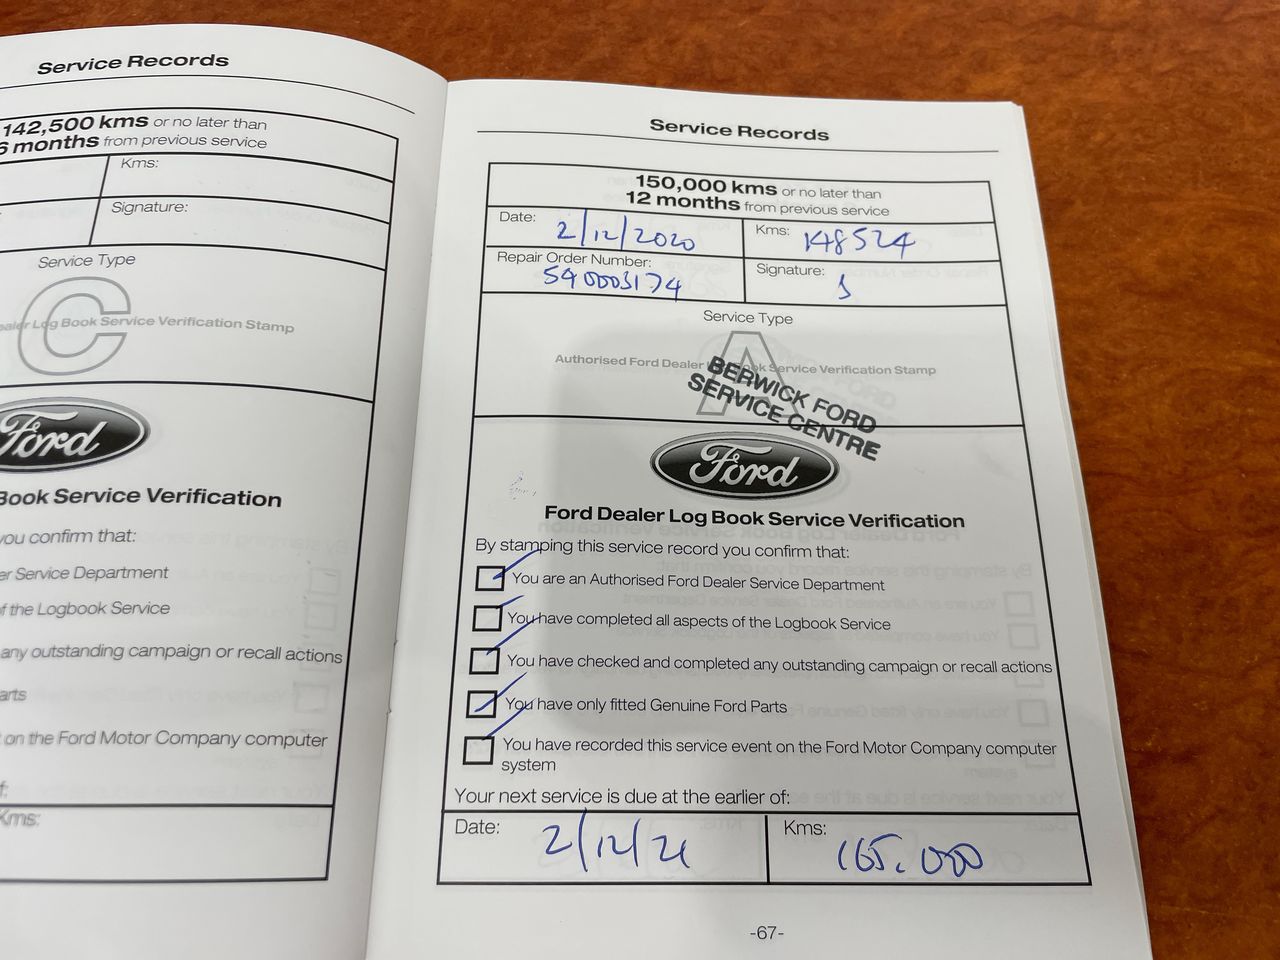 Service Records
142,500 kms or no later than
6 months from previous service
Kms:
Signature:
Service Type
C
Log Book Service Verification Stamp
Ford
Book Service Verification
you confirm that:
Service Department
of the Logbook Service
any outstanding campaign or recall actions
on the Ford Motor Company computer
Kms:
Service Records
150,000 kms or no later than
12 months from previous service
Date: 2/12/2020 Kms: 148524
Repair Order Number: 590003174 Signature:
Service Type
A
Authorised Ford Dealer Log Book Service Verification Stamp
BERWICK FORD
SERVICE CENTRE
Ford
Ford Dealer Log Book Service Verification
By stamping this service record you confirm that:
You are an Authorised Ford Dealer Service Department
You have completed all aspects of the Logbook Service
You have checked and completed any outstanding campaign or recall actions
You have only fitted Genuine Ford Parts
You have recorded this service event on the Ford Motor Company computer
system
Your next service is due at the earlier of:
Date: 2/12/21 Kms: 165.000
-67-